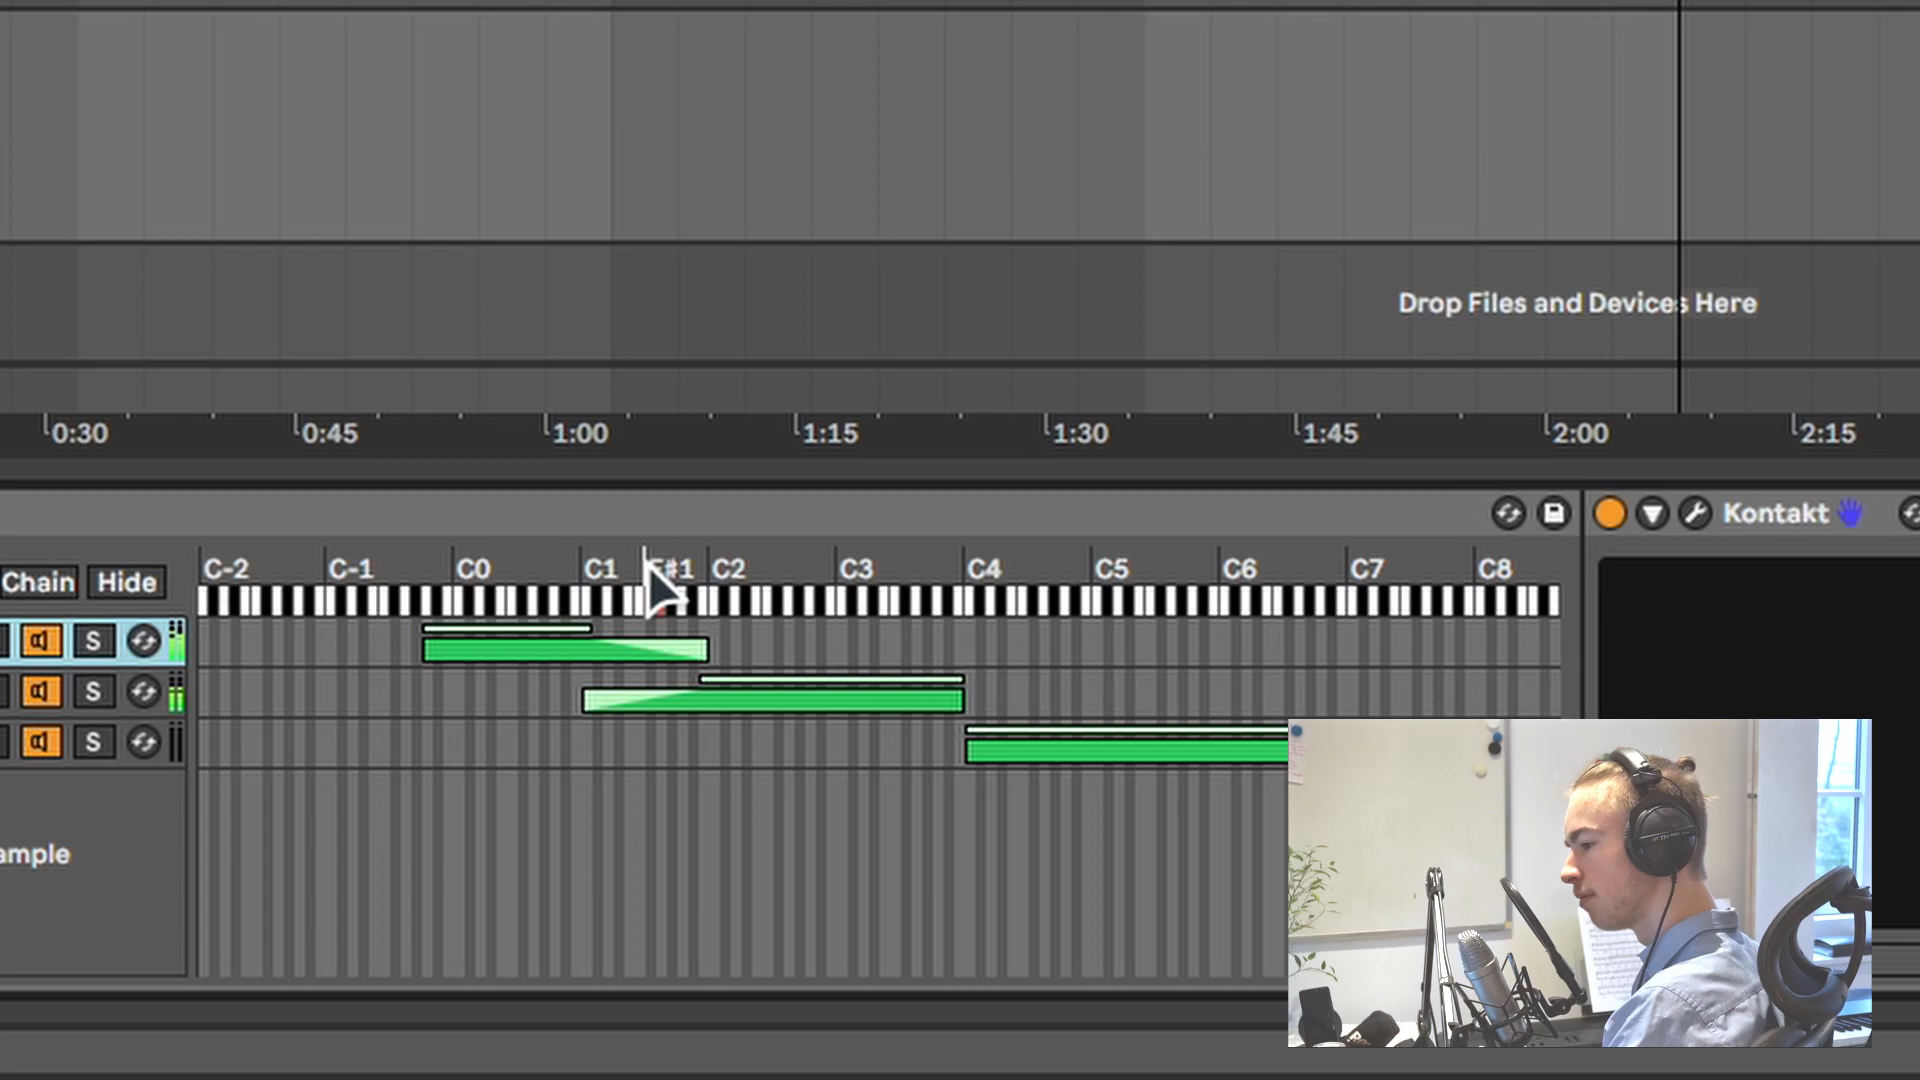 Drop Files and Devices Here
0:30 0:45 1:00 1:15 1:30 1:45 2:00 2:15
Kontakt
C-2 C-1 C0 C1 F#1 C2 C3 C4 C5 C6 C7 C8
Chain Hide
S
S
S
ample